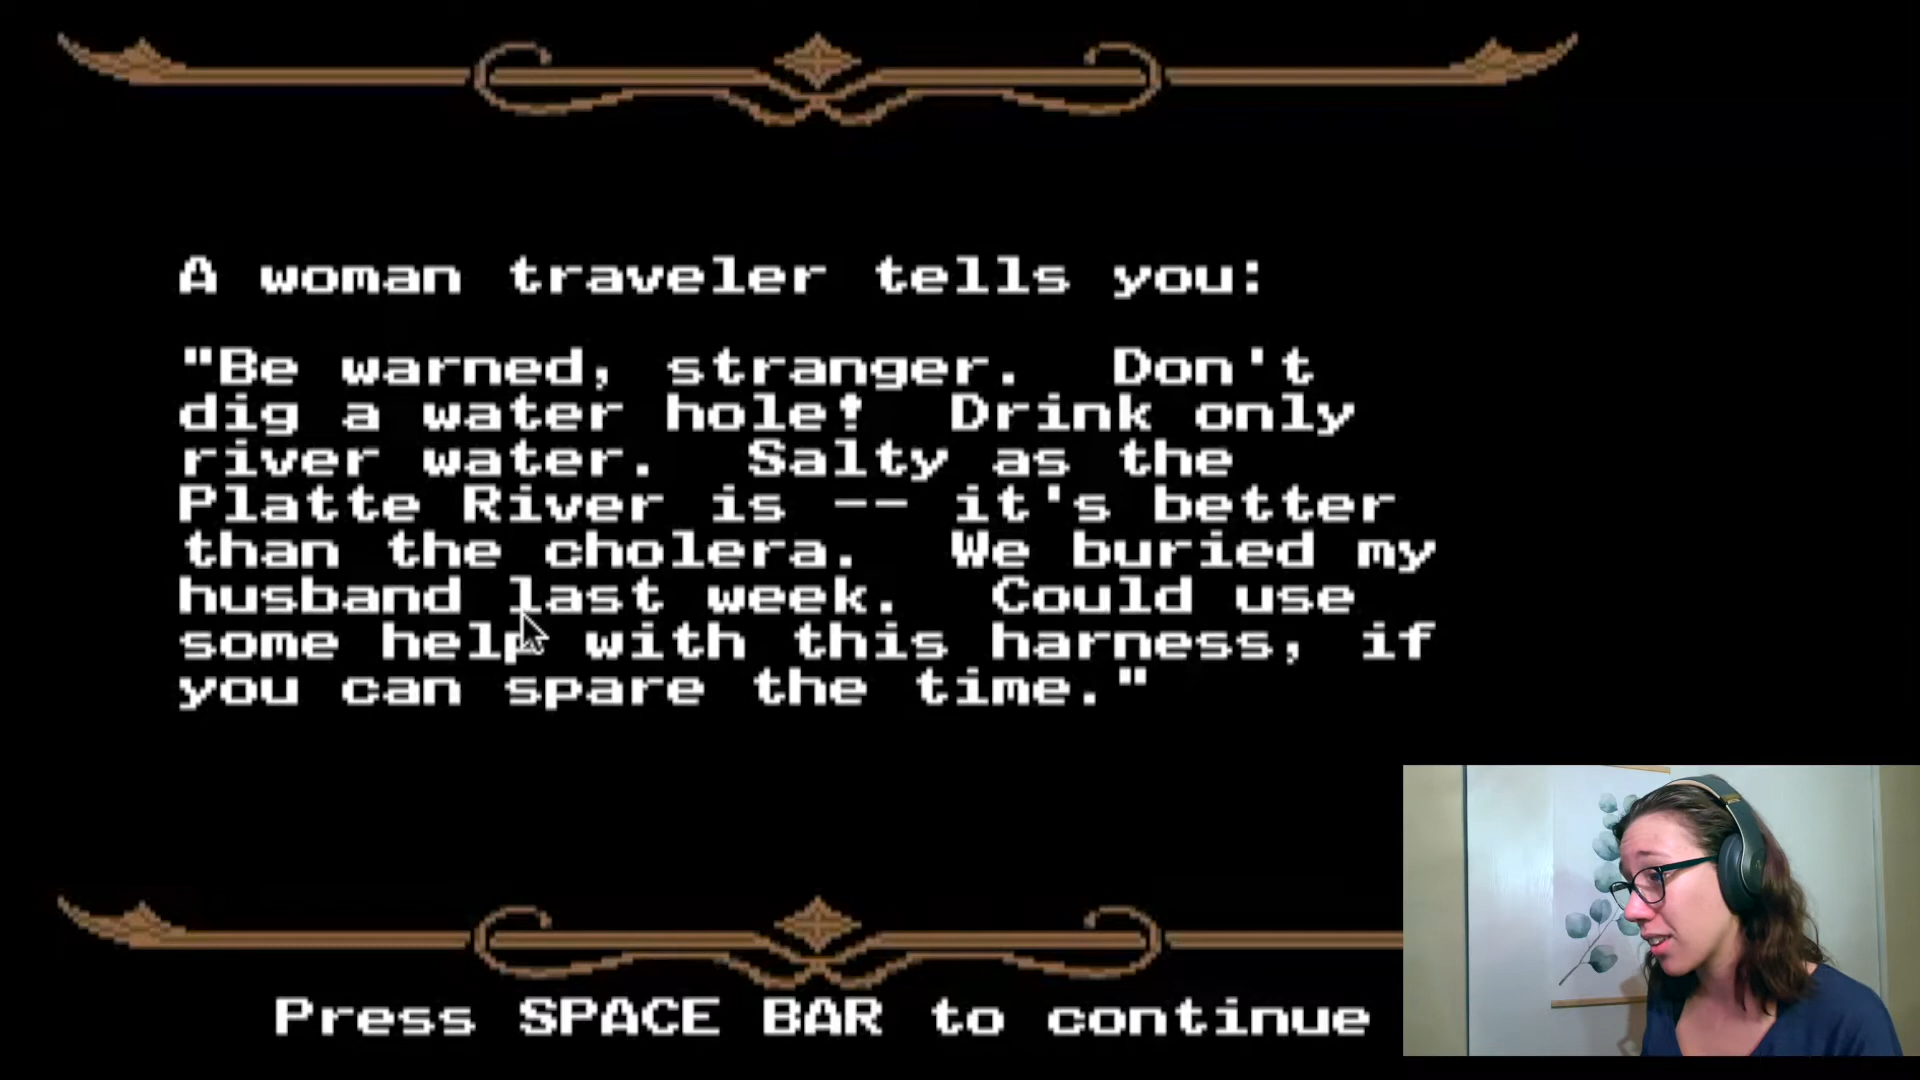 A woman traveler tells you:
"Be warned, stranger.  Don't
dig a water hole!  Drink only
river water.  Salty as the
Platte River is -- it's better
than the cholera.  We buried my
husband last week.  Could use
some help with this harness, if
you can spare the time."
Press SPACE BAR to continue